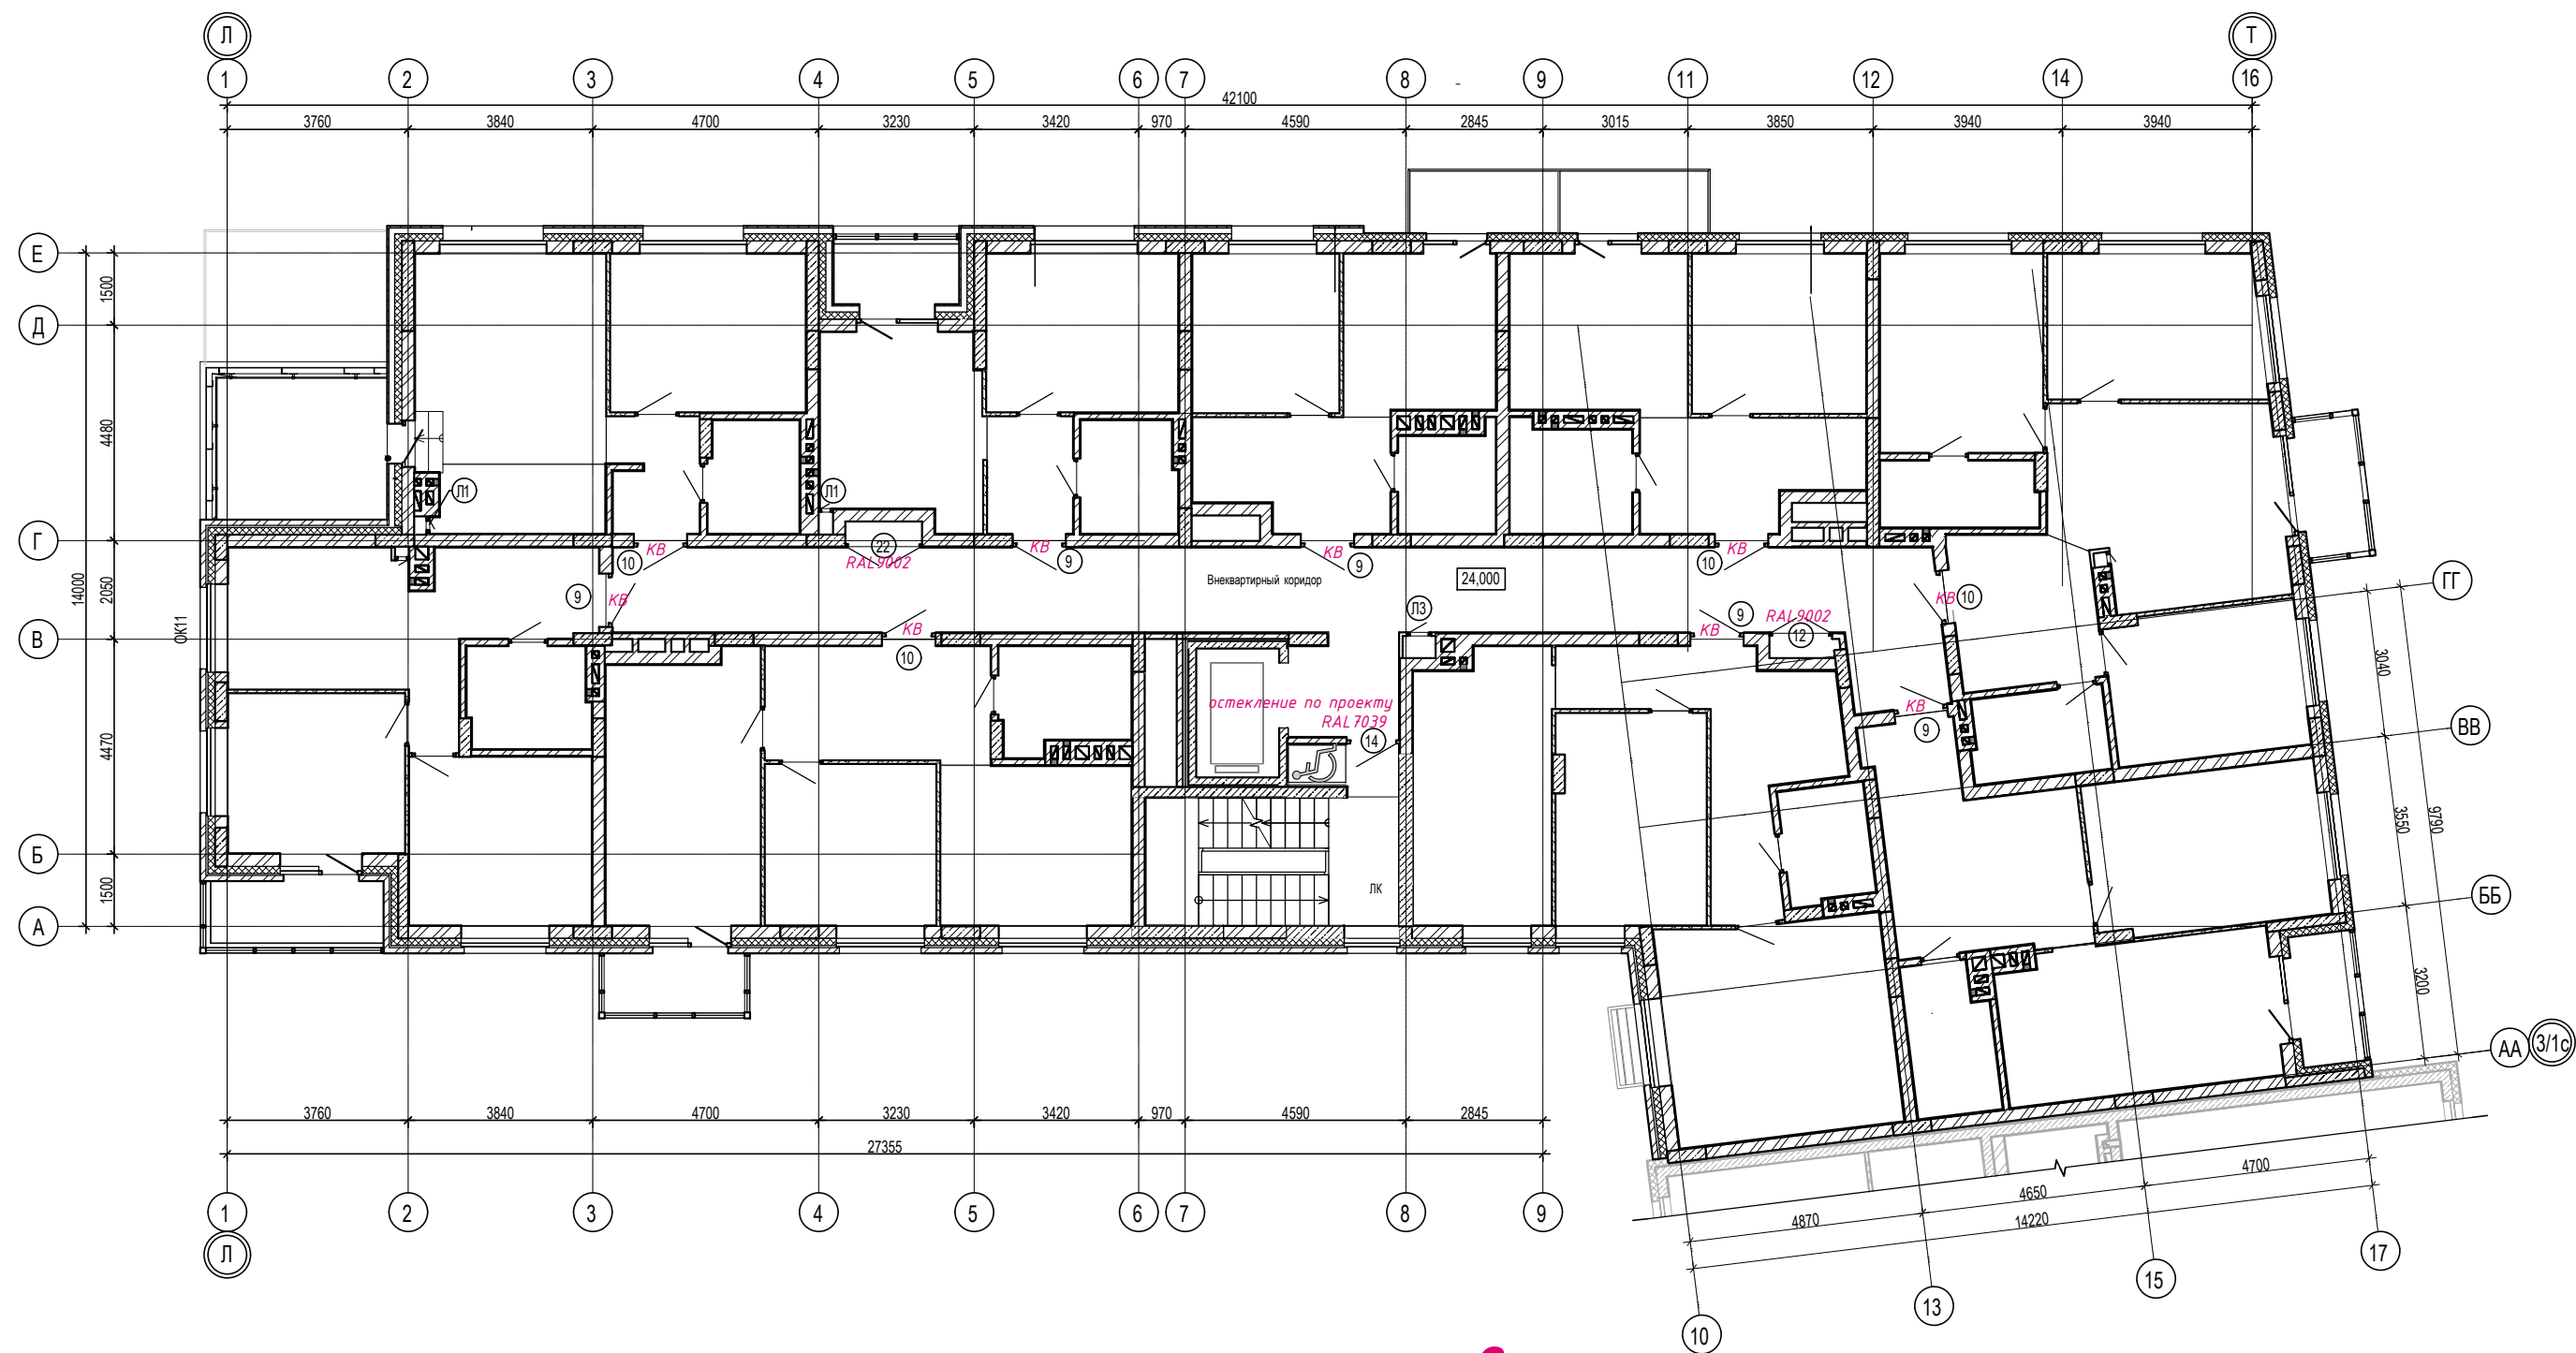 Л Т
1 2 3 4 5 6 7 8 9 11 12 14 16
42100
3760 3840 4700 3230 3420 970 4590 2845 3015 3850 3940 3940
Е
1500
Д
4480
Л1 Л1
Г
КВ 10 22 КВ 9 КВ 9 КВ 10
RAL9002
Внеквартирный коридор 24,000
ГГ
14000 2050
ОК11
9 КВ КВ 10 Л3 9 КВ RAL9002 12 КВ 10
В
3040
остекление по проекту
RAL7039
14
КВ 9
ВВ
4470
3550 9790
Б
1500
ЛК
ББ
А
3200
АА 3/1с
3760 3840 4700 3230 3420 970 4590 2845
27355
4870 4650 4700
14220
1 2 3 4 5 6 7 8 9
Л
10 13 15 17